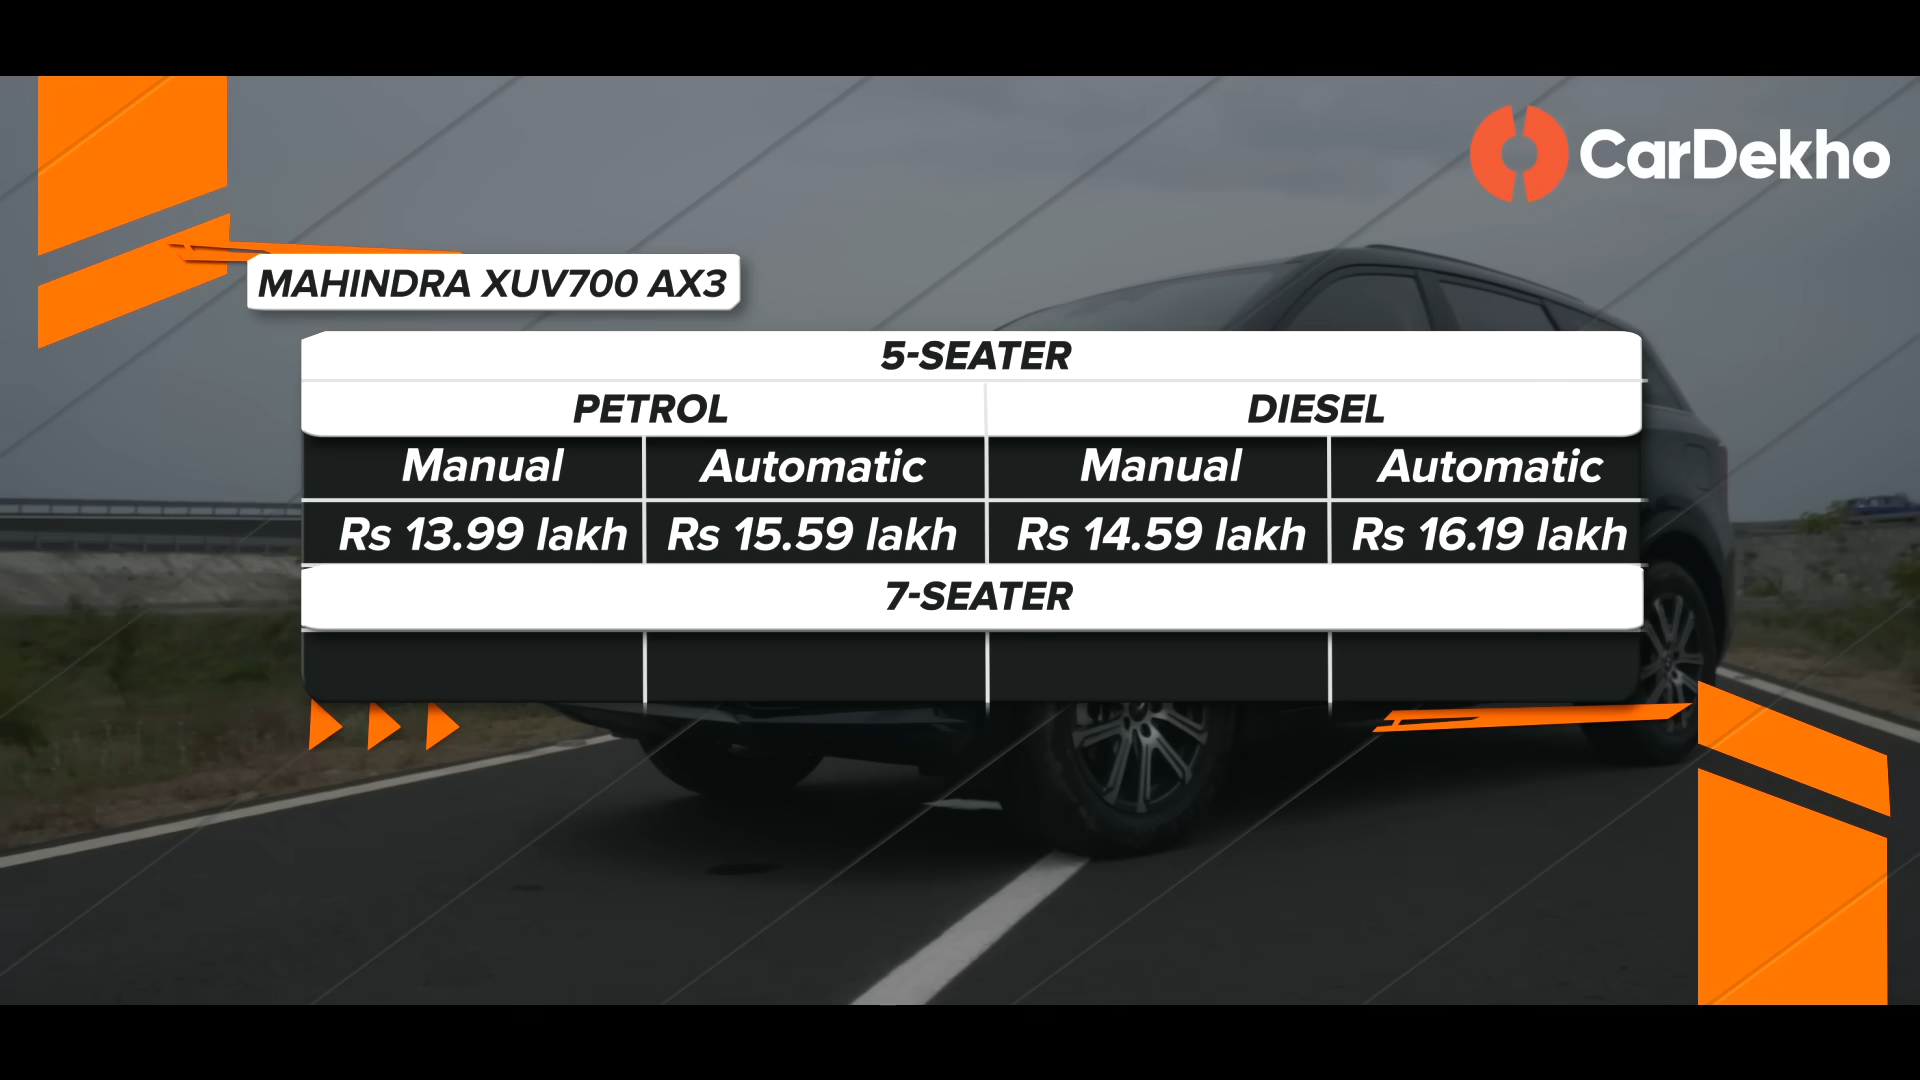 CarDekho
MAHINDRA XUV700 AX3
5-SEATER
PETROL DIESEL
Manual Automatic Manual Automatic
Rs 13.99 lakh Rs 15.59 lakh Rs 14.59 lakh Rs 16.19 lakh
7-SEATER